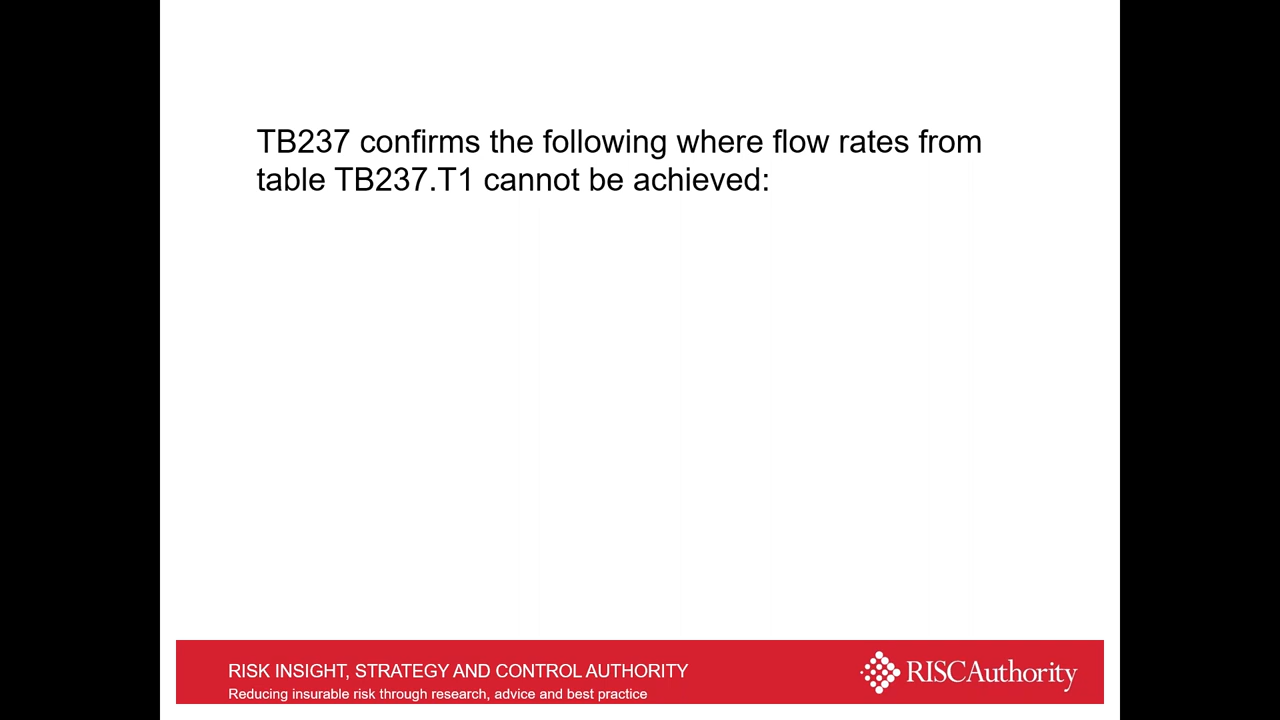 TB237 confirms the following where flow rates from
table TB237.T1 cannot be achieved:
RISK INSIGHT, STRATEGY AND CONTROL AUTHORITY
Reducing insurable risk through research, advice and best practice
RISCAuthority